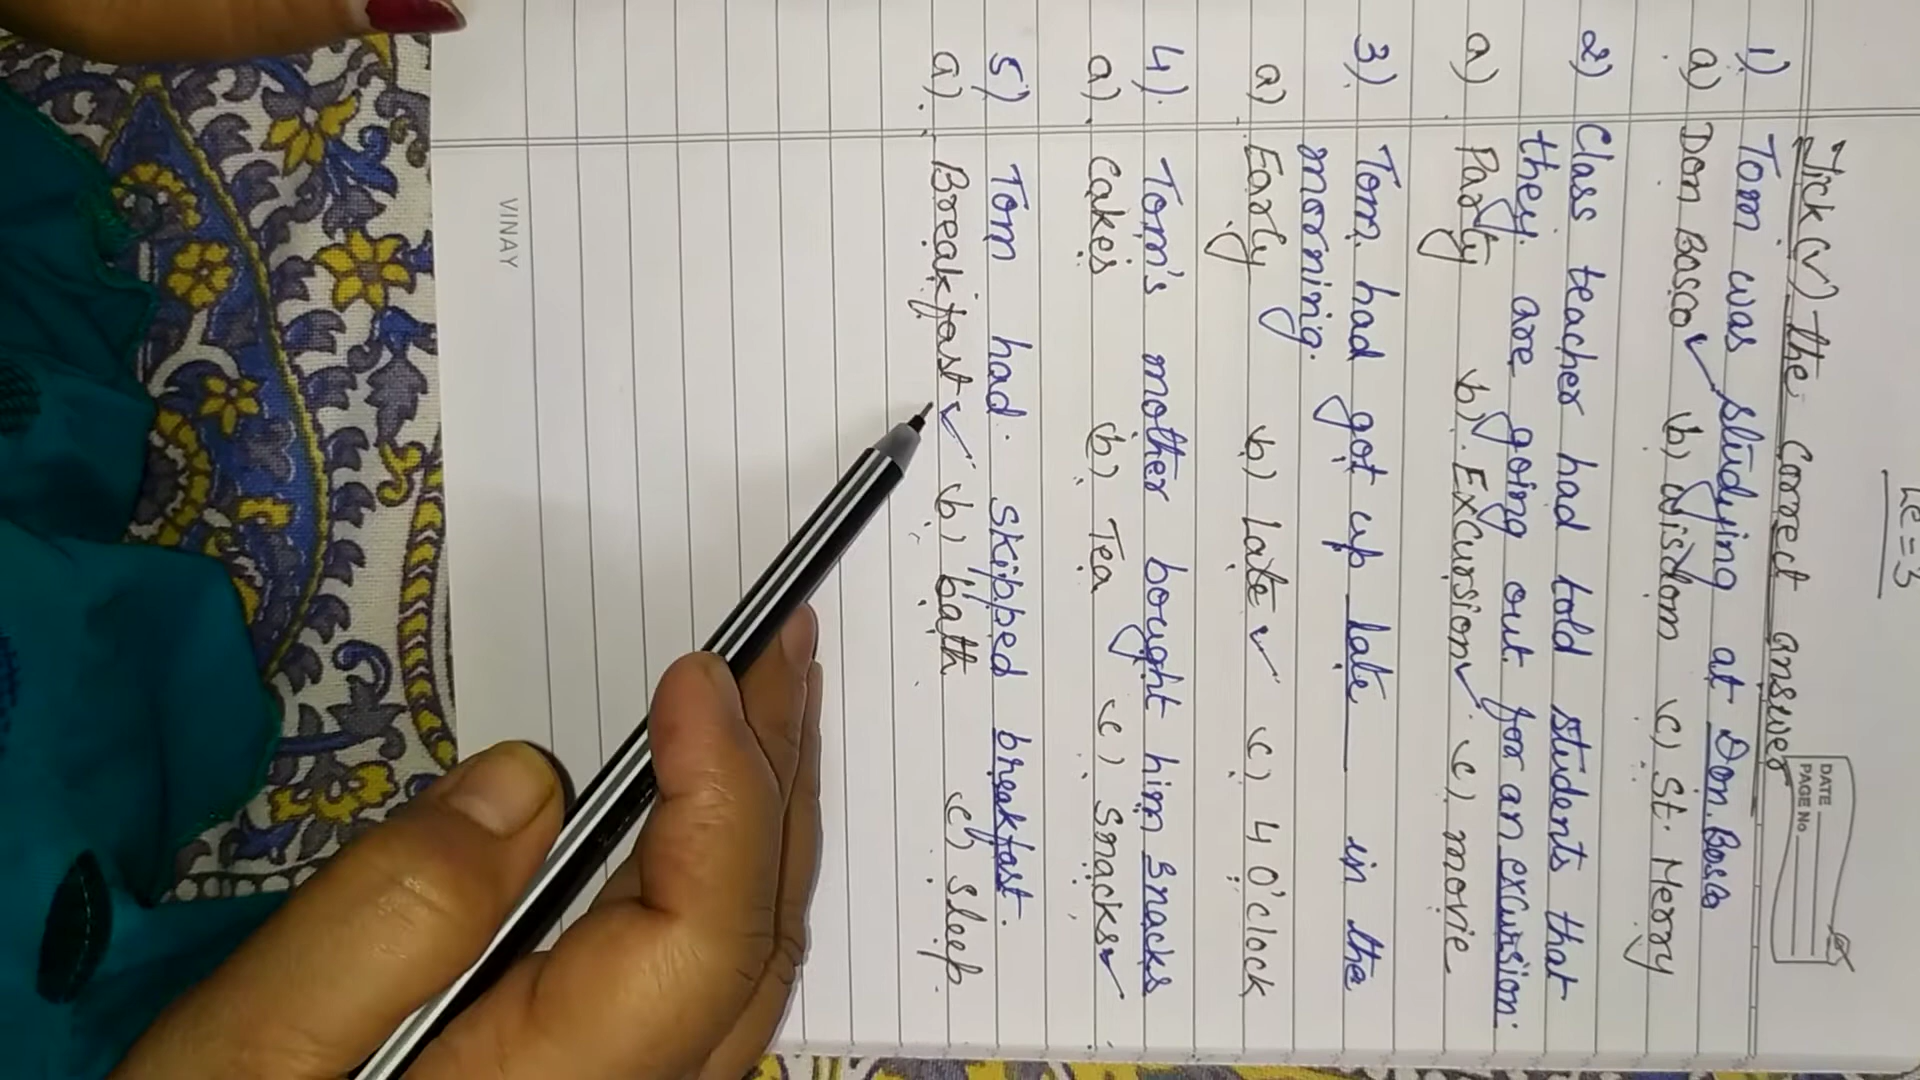 Le = 3
DATE
PAGE No
Tick (✓) the correct answer
1) Tom was studying at Don Bosco
a) Don Bosco ✓ b) Wisdom c) St. Merry
2) Class teacher had told students that
they are going out for an excursion.
a) Party b) Excursion ✓ c) movie
3) Tom had got up late in the
morning.
a) Early b) late ✓ c) 4 O'clock
4) Tom's mother bought him snacks
a) Cakes b) Tea c) Snacks ✓
5) Tom had skipped breakfast.
a) Breakfast ✓ b) bath c) sleep
VINAY